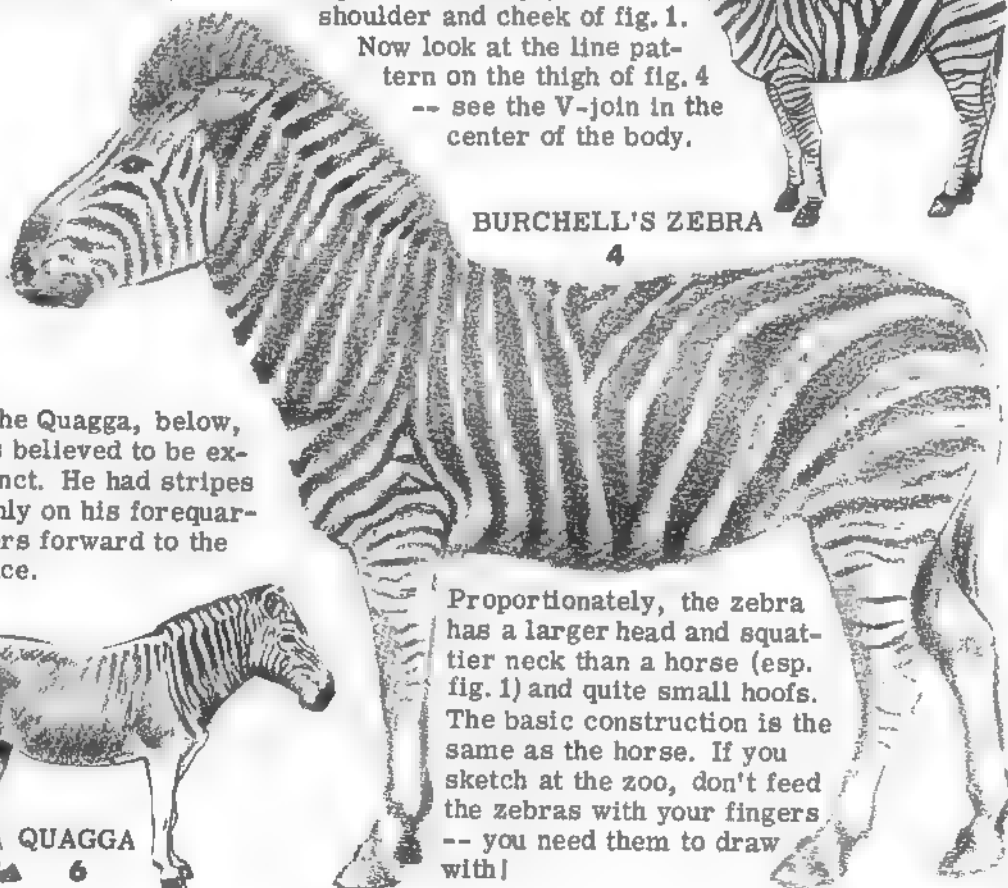 shoulder and cheek of fig. 1.
Now look at the line pat-
tern on the thigh of fig. 4
-- see the V-join in the
center of the body.
BURCHELL'S ZEBRA
4
he Quagga, below,
believed to be ex-
nct. He had stripes
nly on his forequar-
rs forward to the
ce.
Proportionately, the zebra
has a larger head and squat-
tier neck than a horse (esp.
fig. 1) and quite small hoofs.
The basic construction is the
same as the horse. If you
sketch at the zoo, don't feed
the zebras with your fingers
-- you need them to draw
with!
QUAGGA
6